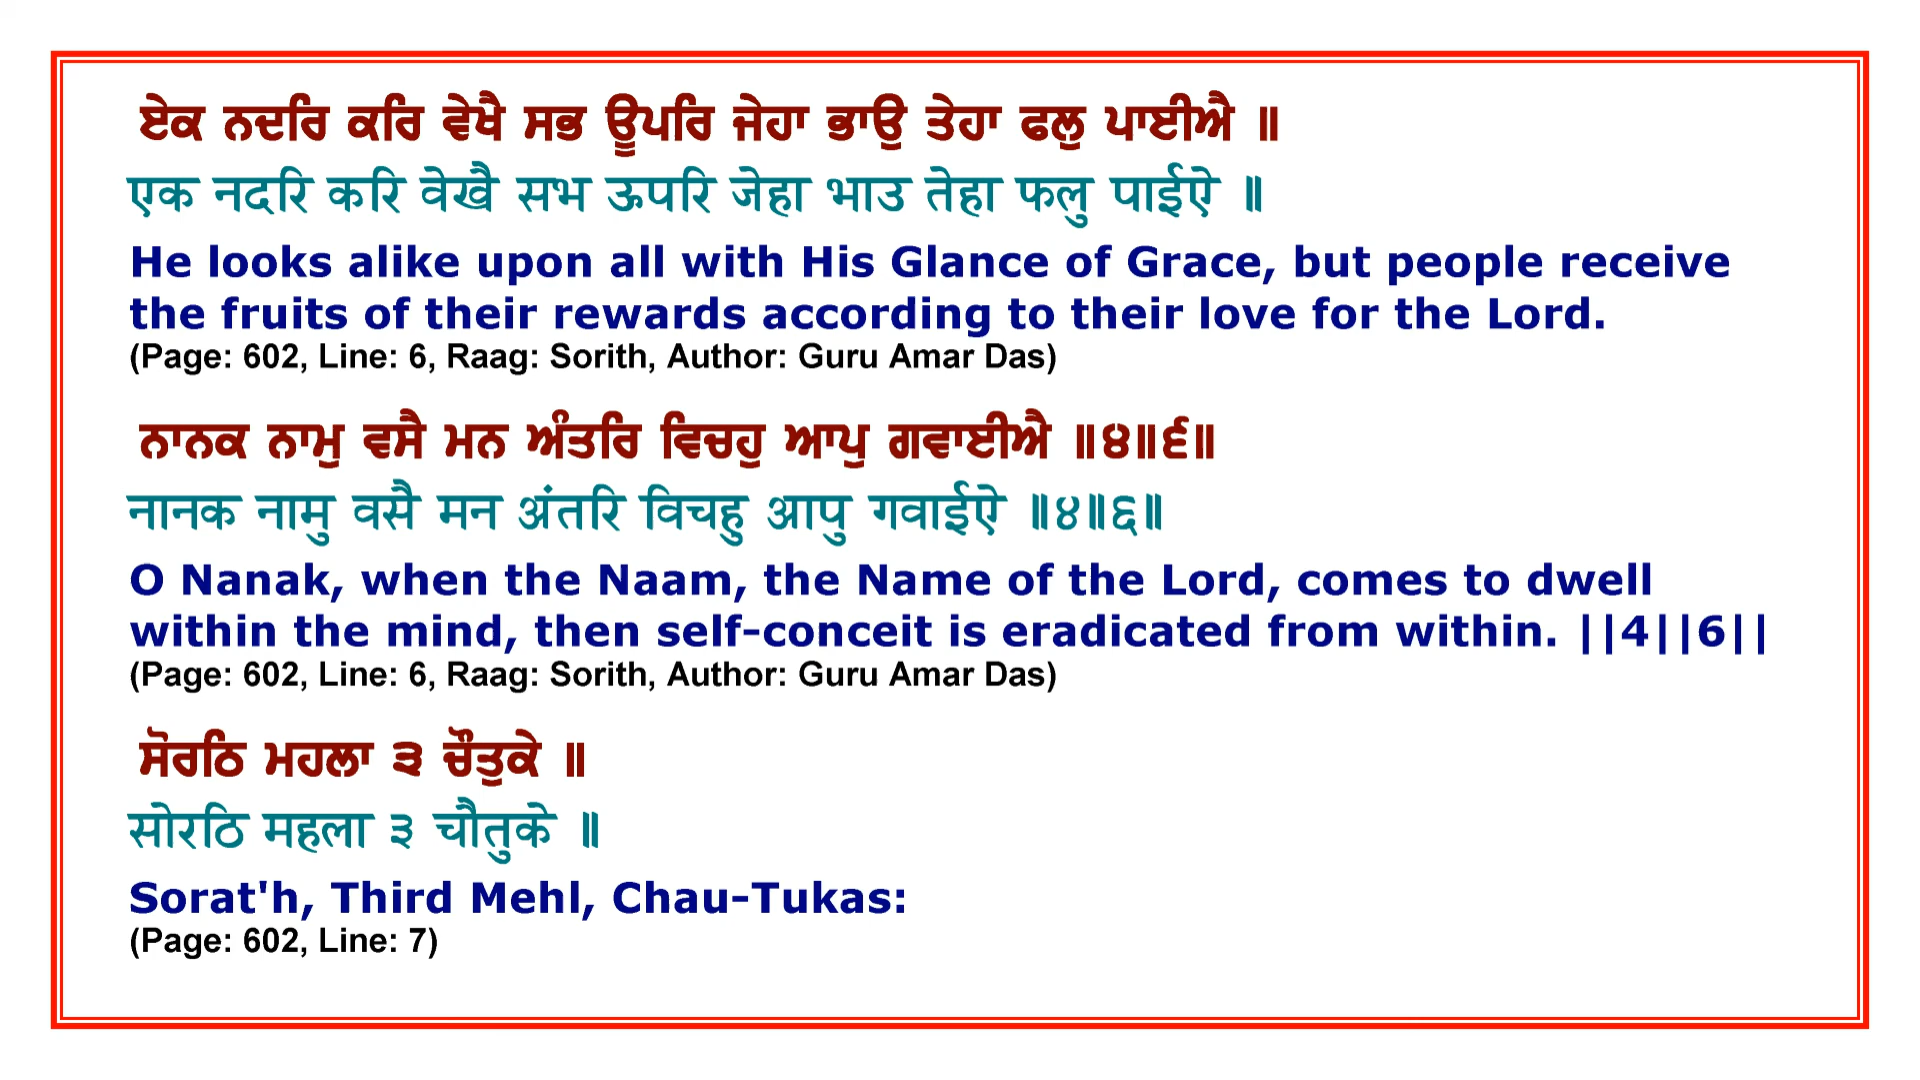 ਏਕ ਨਦਰਿ ਕਰਿ ਵੇਖੈ ਸਭ ਊਪਰਿ ਜੇਹਾ ਭਾਉ ਤੇਹਾ ਫਲੁ ਪਾਈਐ ॥
एक नदरि करि वेखै सभ ऊपरि जेहा भाउ तेहा फलु पाईऐ ॥
He looks alike upon all with His Glance of Grace, but people receive
the fruits of their rewards according to their love for the Lord.
(Page: 602, Line: 6, Raag: Sorith, Author: Guru Amar Das)
ਨਾਨਕ ਨਾਮੁ ਵਸੈ ਮਨ ਅੰਤਰਿ ਵਿਚਹੁ ਆਪੁ ਗਵਾਈਐ ॥੪॥੬॥
नानक नामु वसै मन अंतरि विचहु आपु गवाईऐ ॥४॥६॥
O Nanak, when the Naam, the Name of the Lord, comes to dwell
within the mind, then self-conceit is eradicated from within. ||4||6||
(Page: 602, Line: 6, Raag: Sorith, Author: Guru Amar Das)
ਸੋਰਠਿ ਮਹਲਾ ੩ ਚੌਤੁਕੇ ॥
सोरठि महला ३ चौतुके ॥
Sorat'h, Third Mehl, Chau-Tukas:
(Page: 602, Line: 7)